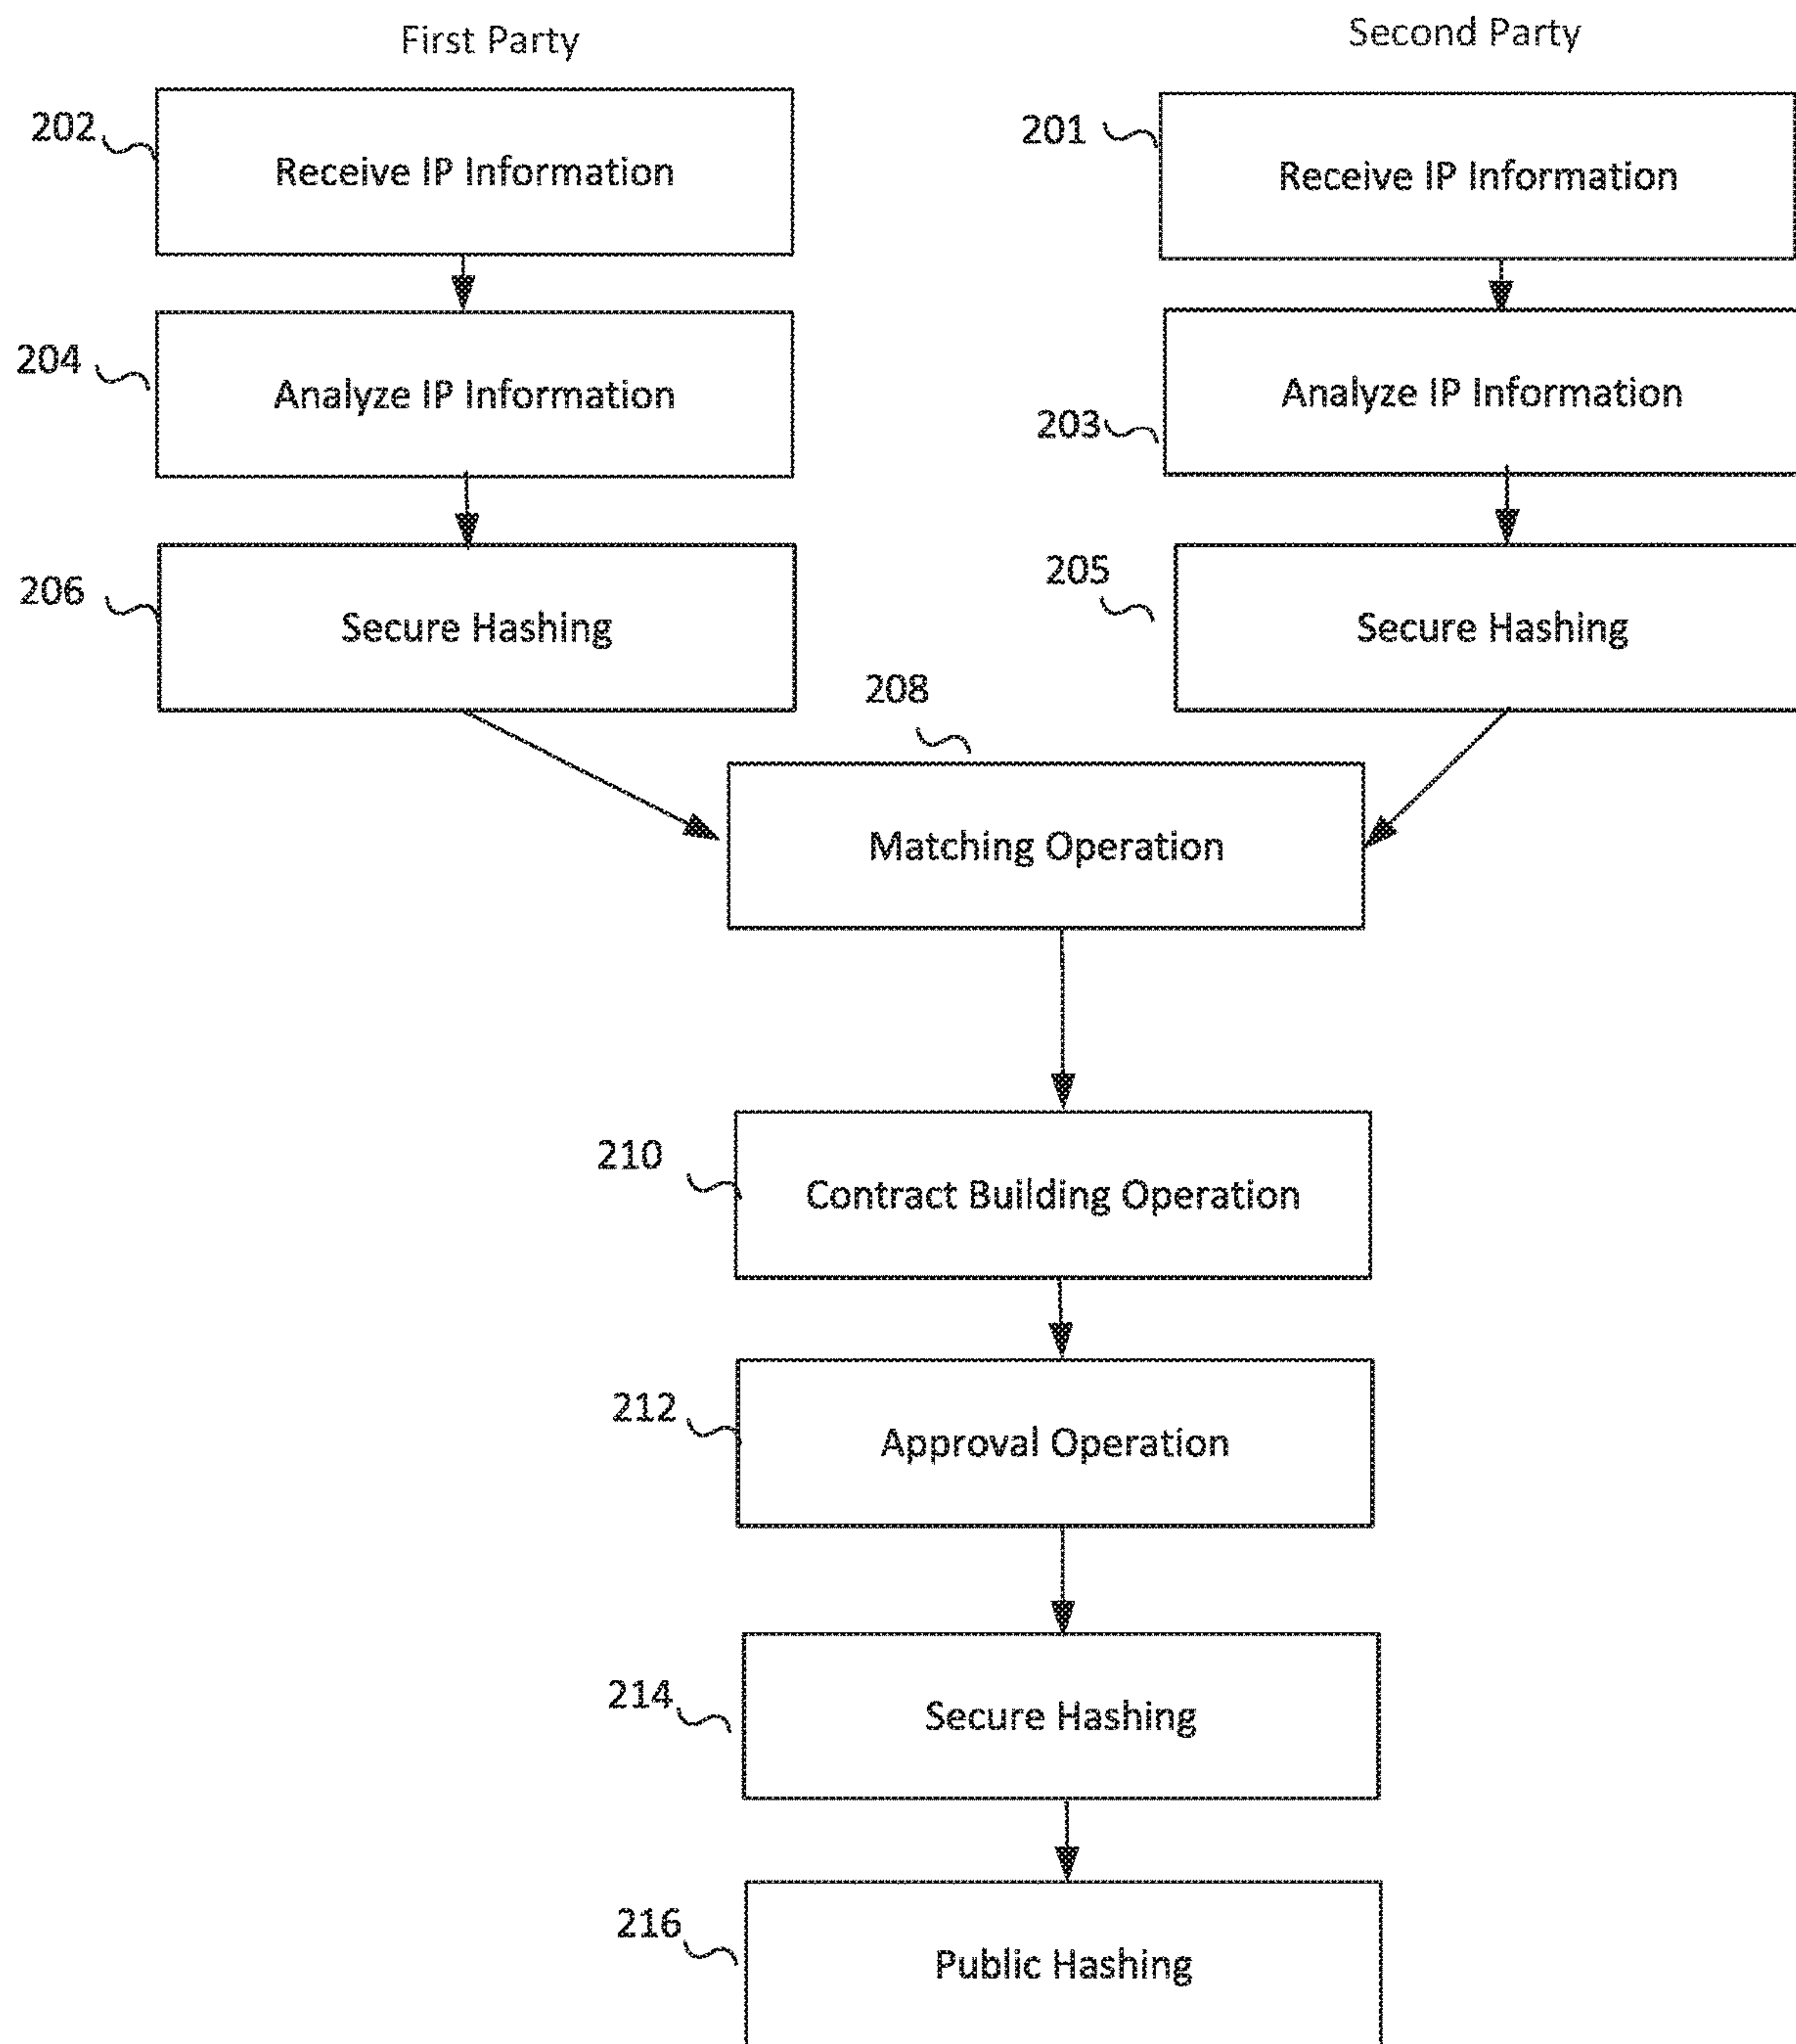 First Party
Second Party
202
Receive IP Information
201
Receive IP Information
204
Analyze IP Information
203
Analyze IP Information
206
Secure Hashing
205
Secure Hashing
208
Matching Operation
210
Contract Building Operation
212
Approval Operation
214
Secure Hashing
216
Public Hashing